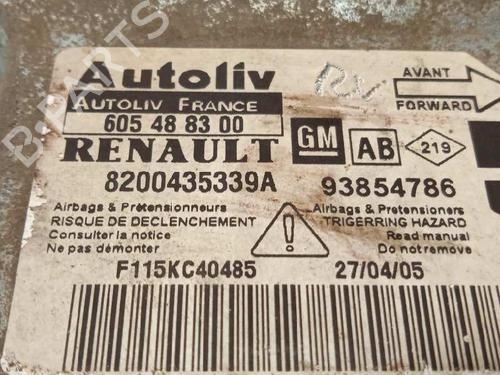 Autoliv
AUTOLIV FRANCE
605 48 83 00
AVANT
FORWARD
RENAULT
GM
AB
219
8200435339A
93854786
Airbags & Prétensionneurs
RISQUE DE DECLENCHEMENT
Consulter la notice
Ne pas démonter
Airbags & Pretensioners
TRIGERRING HAZARD
Read manual
Do not remove
F115KC40485
27/04/05
B-PARTS